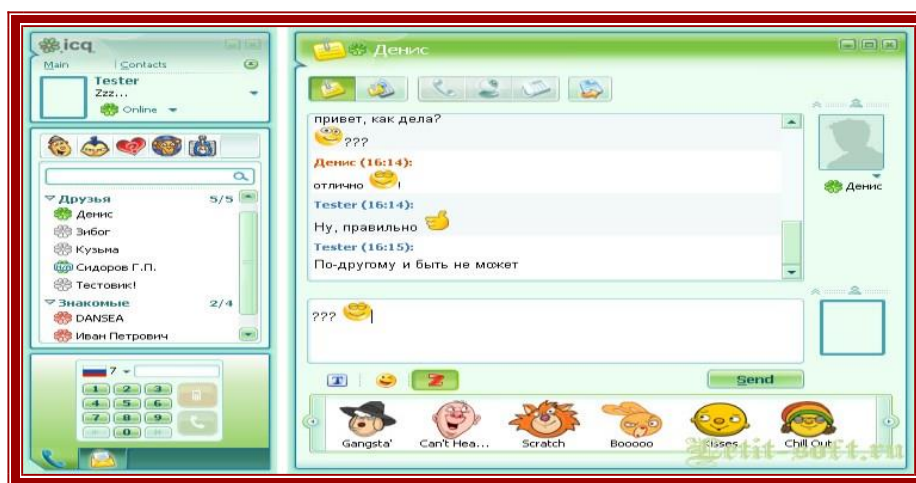 icq
Main | Contacts
Tester
Zzz...
Online
Друзья 5/5
Денис
Зибог
Кузьма
Сидоров Г.П.
Тестовик!
Знакомые 2/4
DANSEA
Иван Петрович
7
1 2 3
4 5 6
7 8 9
0
Денис
привет, как дела?
???
Денис (16:14):
отлично !
Tester (16:14):
Ну, правильно
Tester (16:15):
По-другому и быть не может
Денис
???
T
Z
Send
Gangsta' Can't Hea... Scratch Booooo Kisses Chill Out
Petit-soft.ru